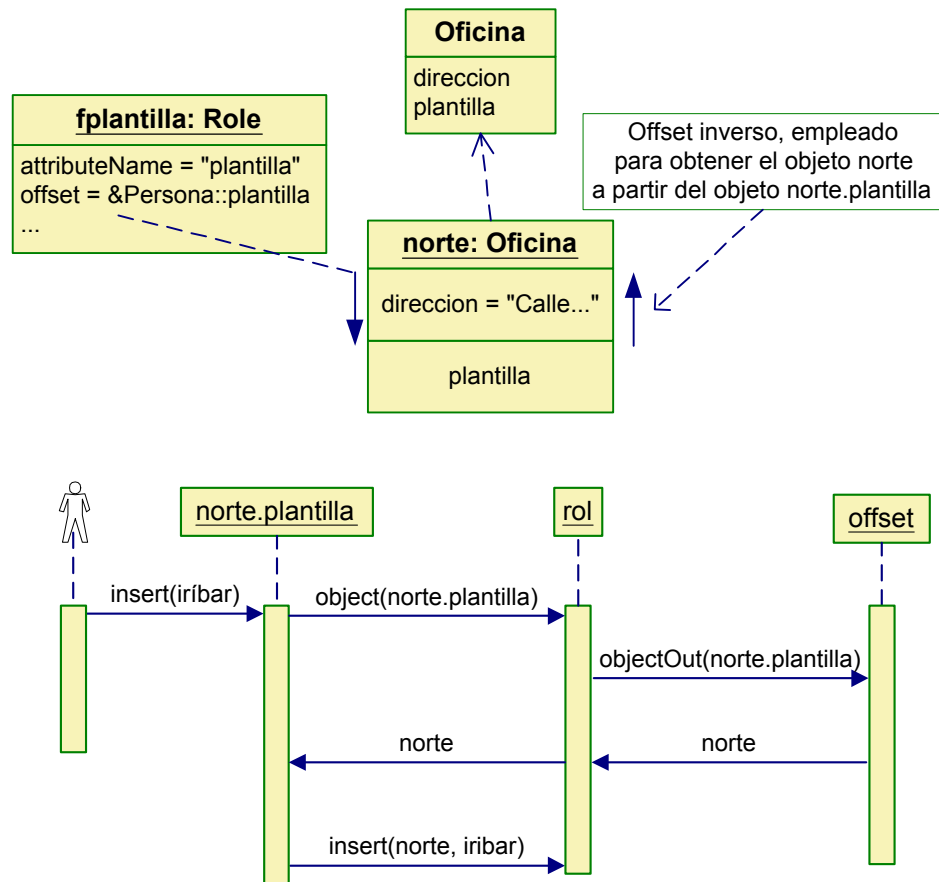 Oficina
direccion
plantilla
fplantilla: Role
attributeName = "plantilla"
offset = &Persona::plantilla
...
Offset inverso, empleado
para obtener el objeto norte
a partir del objeto norte.plantilla
norte: Oficina
direccion = "Calle..."
plantilla
norte.plantilla
rol
offset
insert(iríbar)
object(norte.plantilla)
objectOut(norte.plantilla)
norte
norte
insert(norte, iribar)